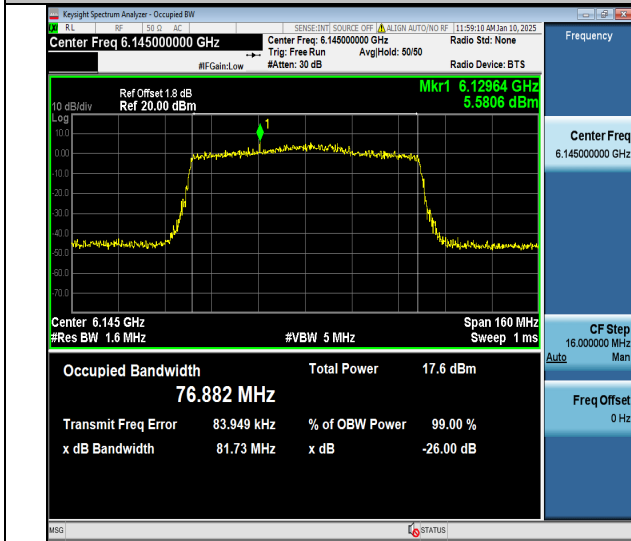 Keysight Spectrum Analyzer - Occupied BW
RL RF 50 Ω AC SENSE:INT SOURCE OFF ALIGN AUTO/NO RF 11:59:10 AM Jan 10, 2025
Center Freq 6.145000000 GHz
Center Freq: 6.145000000 GHz Radio Std: None
Trig: Free Run Avg|Hold: 50/50
#IFGain:Low #Atten: 30 dB Radio Device: BTS
Frequency
Mkr1 6.12964 GHz
5.5806 dBm
Ref Offset 1.8 dB
10 dB/div Ref 20.00 dBm
Log
10.0
0.00
-10.0
-20.0
-30.0
-40.0
-50.0
-60.0
-70.0
1
Center 6.145 GHz Span 160 MHz
#Res BW 1.6 MHz #VBW 5 MHz Sweep 1 ms
Occupied Bandwidth Total Power 17.6 dBm
76.882 MHz
Transmit Freq Error 83.949 kHz % of OBW Power 99.00 %
x dB Bandwidth 81.73 MHz x dB -26.00 dB
Center Freq
6.145000000 GHz
CF Step
16.000000 MHz
Auto Man
Freq Offset
0 Hz
MSG STATUS